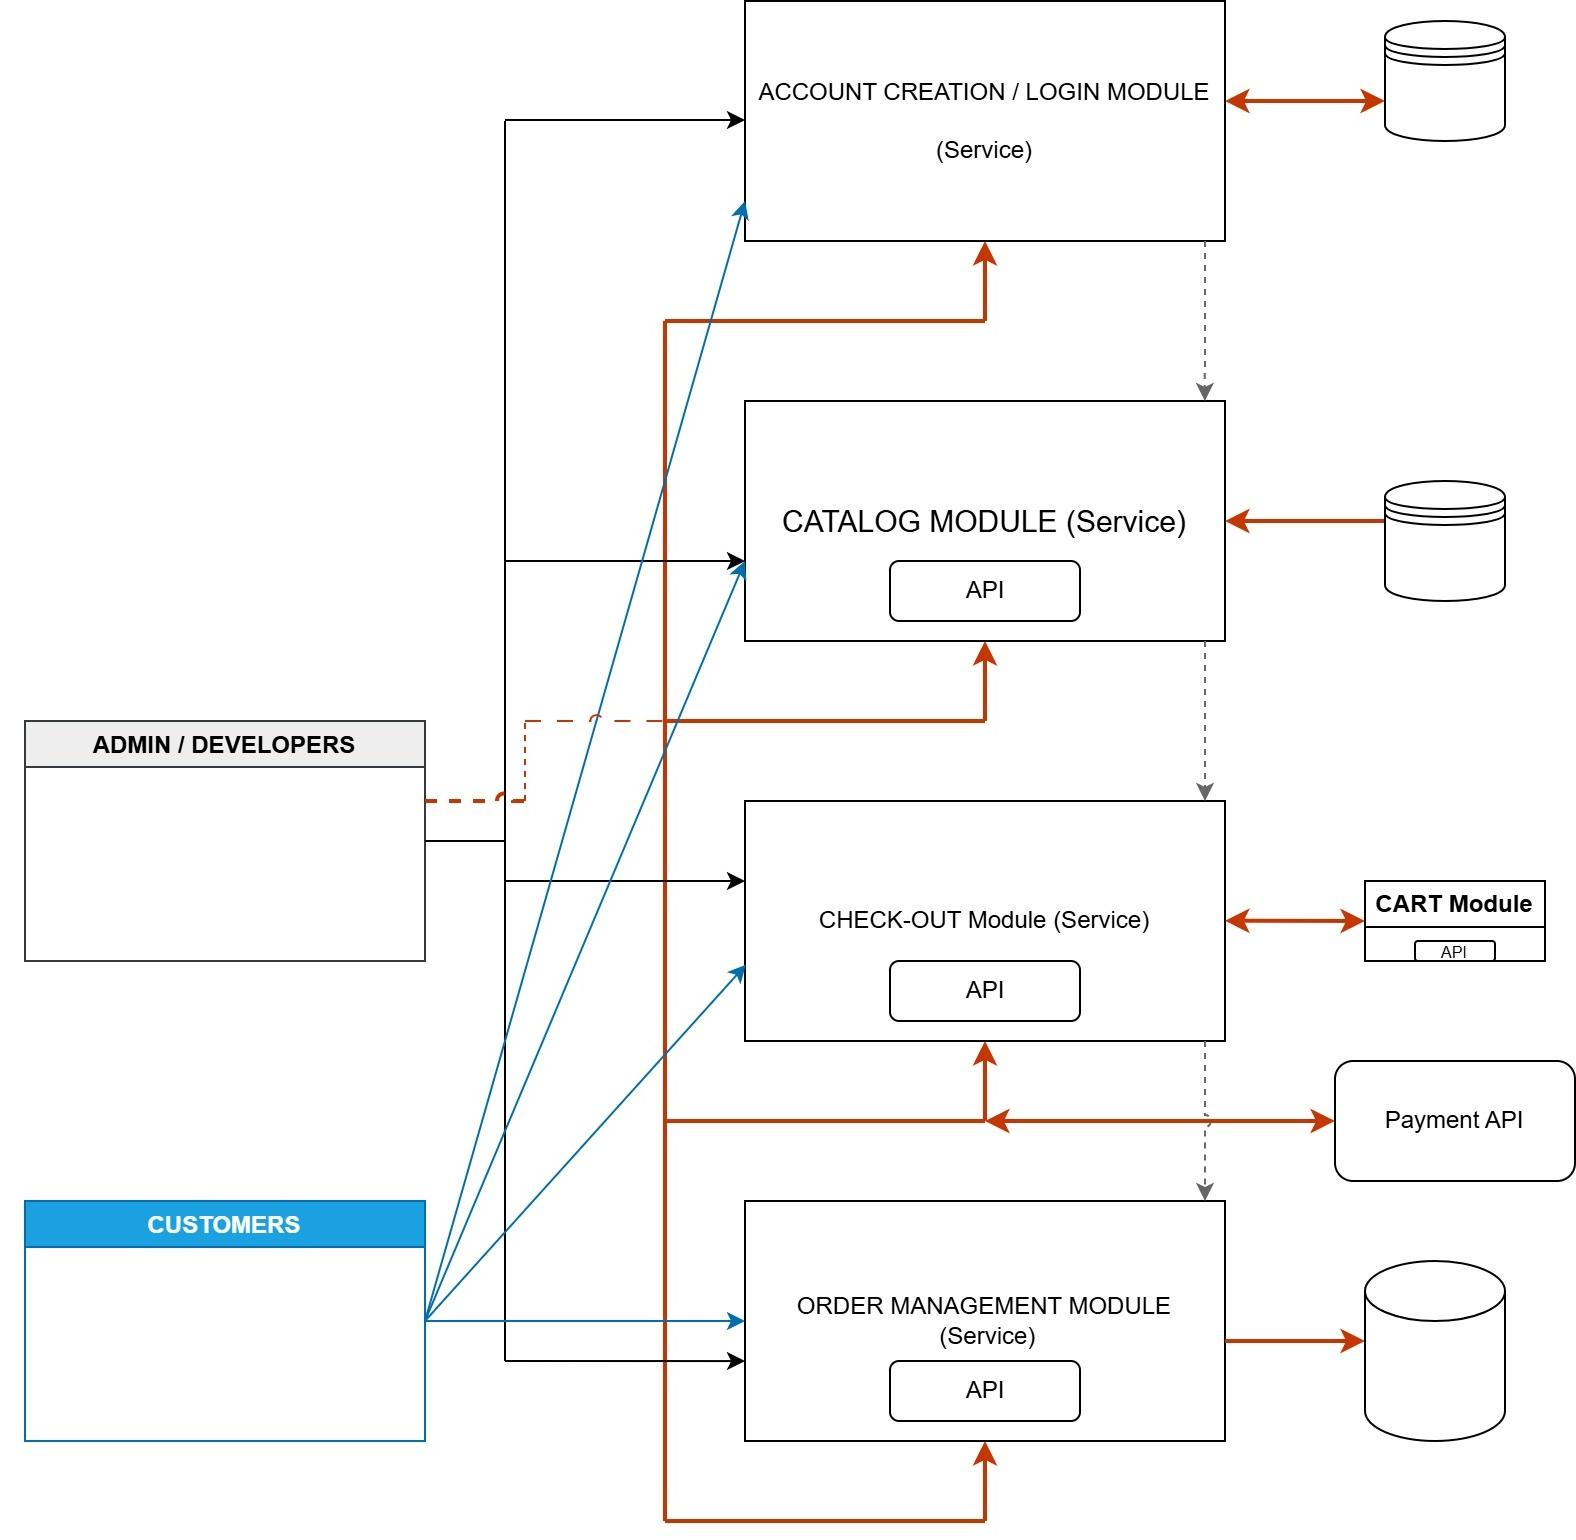 ACCOUNT CREATION / LOGIN MODULE
(Service)
CATALOG MODULE (Service)
API
ADMIN / DEVELOPERS
CHECK-OUT Module (Service)
API
CART Module
API
Payment API
CUSTOMERS
ORDER MANAGEMENT MODULE
(Service)
API